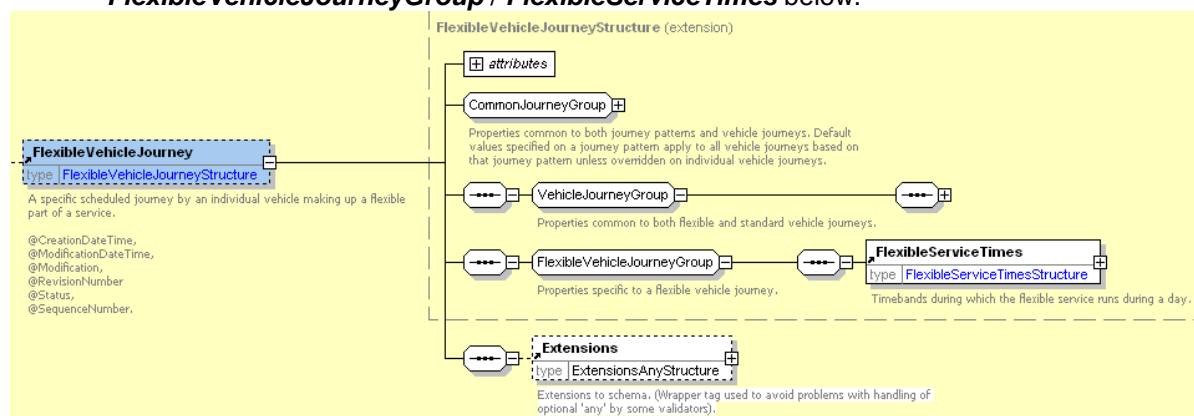 FlexibleVehicleJourneyGroup / FlexibleServiceTimes below.
FlexibleVehicleJourneyStructure (extension)
attributes
CommonJourneyGroup
Properties common to both journey patterns and vehicle journeys. Default
values specified on a journey pattern apply to all vehicle journeys based on
that journey pattern unless overridden on individual vehicle journeys.
FlexibleVehicleJourney
type FlexibleVehicleJourneyStructure
A specific scheduled journey by an individual vehicle making up a flexible
part of a service.
@CreationDateTime,
@ModificationDateTime,
@Modification,
@RevisionNumber
@Status,
@SequenceNumber.
VehicleJourneyGroup
Properties common to both flexible and standard vehicle journeys.
FlexibleVehicleJourneyGroup
Properties specific to a flexible vehicle journey.
FlexibleServiceTimes
type FlexibleServiceTimesStructure
Timebands during which the flexible service runs during a day.
Extensions
type ExtensionsAnyStructure
Extensions to schema. (Wrapper tag used to avoid problems with handling of
optional 'any' by some validators).